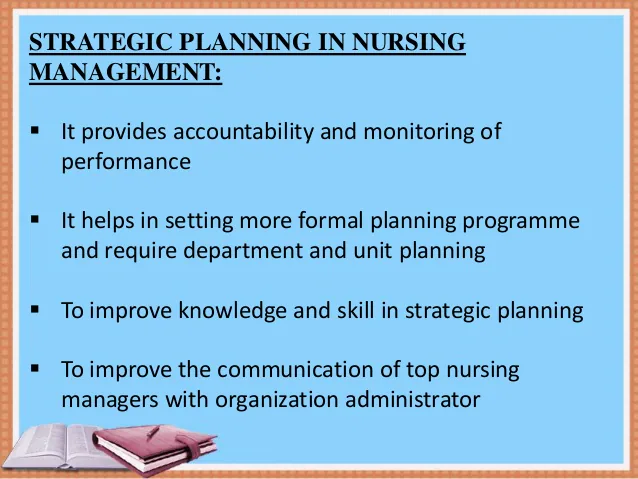 STRATEGIC PLANNING IN NURSING
MANAGEMENT:
▪ It provides accountability and monitoring of
performance
▪ It helps in setting more formal planning programme
and require department and unit planning
▪ To improve knowledge and skill in strategic planning
▪ To improve the communication of top nursing
managers with organization administrator